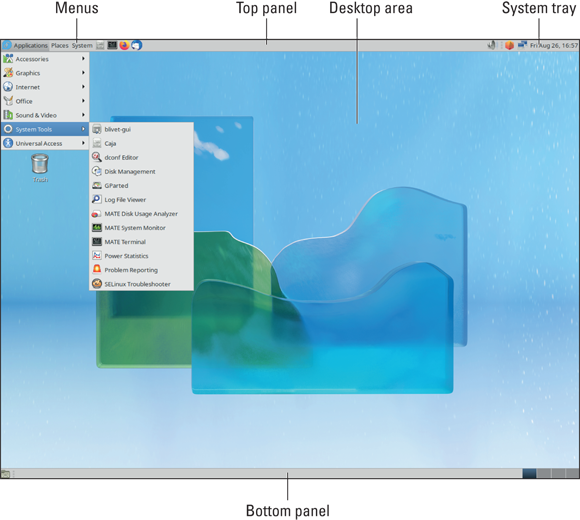 Menus
Top panel
Desktop area
System tray
Applications Places System
Fri Aug 26, 16:57
Accessories
Graphics
Internet
Office
Sound & Video
System Tools
Universal Access
blivet-gui
Caja
dconf Editor
Disk Management
GParted
Log File Viewer
MATE Disk Usage Analyzer
MATE System Monitor
MATE Terminal
Power Statistics
Problem Reporting
SELinux Troubleshooter
Trash
Bottom panel